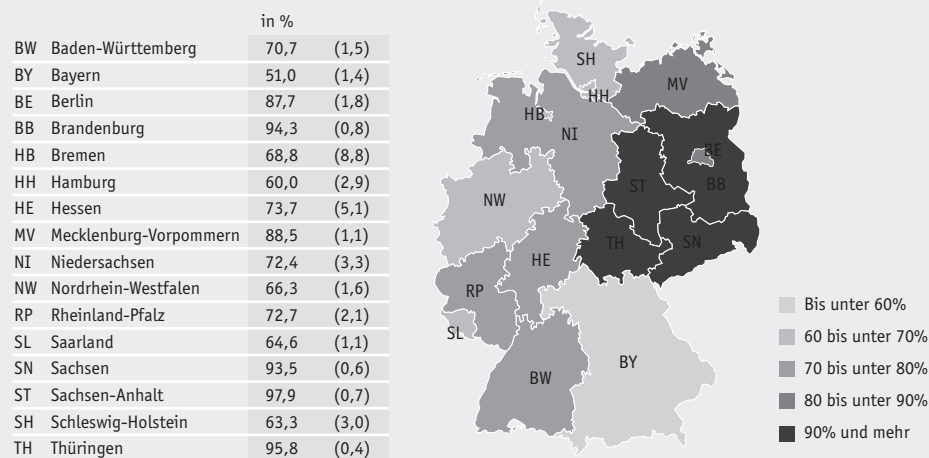 in %
BW Baden-Württemberg 70,7 (1,5)
BY Bayern 51,0 (1,4)
BE Berlin 87,7 (1,8)
BB Brandenburg 94,3 (0,8)
HB Bremen 68,8 (8,8)
HH Hamburg 60,0 (2,9)
HE Hessen 73,7 (5,1)
MV Mecklenburg-Vorpommern 88,5 (1,1)
NI Niedersachsen 72,4 (3,3)
NW Nordrhein-Westfalen 66,3 (1,6)
RP Rheinland-Pfalz 72,7 (2,1)
SL Saarland 64,6 (1,1)
SN Sachsen 93,5 (0,6)
ST Sachsen-Anhalt 97,9 (0,7)
SH Schleswig-Holstein 63,3 (3,0)
TH Thüringen 95,8 (0,4)
SH
MV
HH
HB
NI
BE
ST
BB
NW
TH
SN
HE
RP
SL
BY
BW
Bis unter 60%
60 bis unter 70%
70 bis unter 80%
80 bis unter 90%
90% und mehr